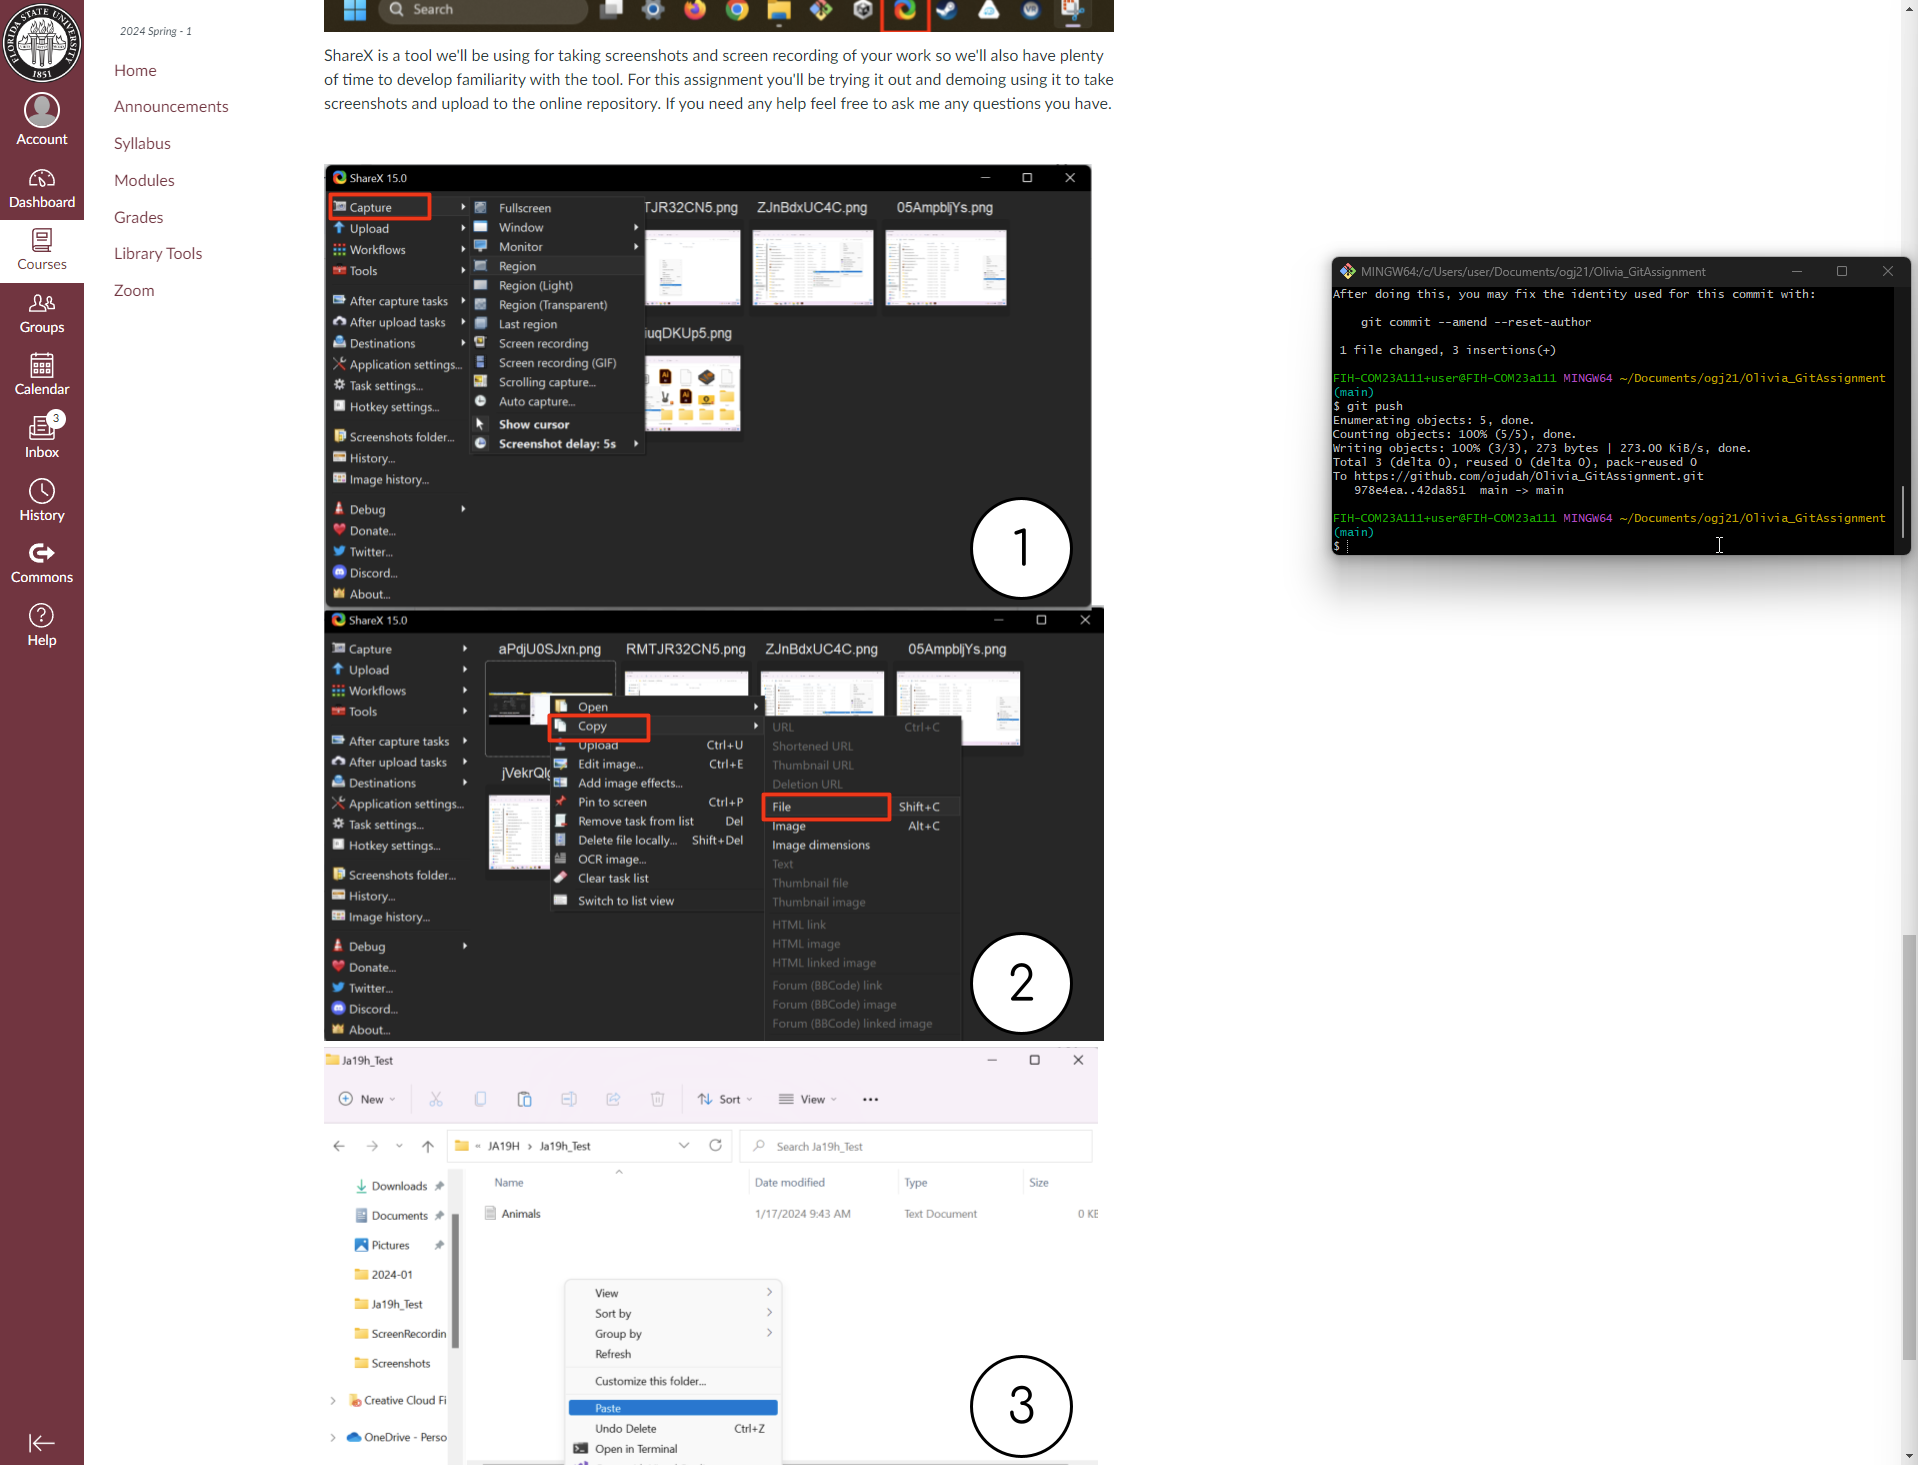 FLORIDA STATE UNIVERSITY
1851
Account
Dashboard
Courses
Groups
Calendar
3
Inbox
History
Commons
Help
2024 Spring - 1
Home
Announcements
Syllabus
Modules
Grades
Library Tools
Zoom
Search
ShareX is a tool we'll be using for taking screenshots and screen recording of your work so we'll also have plenty
of time to develop familiarity with the tool. For this assignment you'll be trying it out and demoing using it to take
screenshots and upload to the online repository. If you need any help feel free to ask me any questions you have.
ShareX 15.0
Capture
Upload
Workflows
Tools
After capture tasks
After upload tasks
Destinations
Application settings...
Task settings...
Hotkey settings...
Screenshots folder...
History...
Image history...
Debug
Donate...
Twitter...
Discord...
About...
Fullscreen
Window
Monitor
Region
Region (Light)
Region (Transparent)
Last region
Screen recording
Screen recording (GIF)
Scrolling capture...
Auto capture...
Show cursor
Screenshot delay: 5s
TJR32CN5.png ZJnBdxUC4C.png 05AmpbljYs.png
iuqDKUp5.png
1
ShareX 15.0
Capture
Upload
Workflows
Tools
After capture tasks
After upload tasks
Destinations
Application settings...
Task settings...
Hotkey settings...
Screenshots folder...
History...
Image history...
Debug
Donate...
Twitter...
Discord...
About...
aPdjU0SJxn.png RMTJR32CN5.png ZJnBdxUC4C.png 05AmpbljYs.png
jVekrQlg
Open
Copy
Upload Ctrl+U
Edit image... Ctrl+E
Add image effects...
Pin to screen Ctrl+P
Remove task from list Del
Delete file locally... Shift+Del
OCR image...
Clear task list
Switch to list view
URL Ctrl+C
Shortened URL
Thumbnail URL
Deletion URL
File Shift+C
Image Alt+C
Image dimensions
Text
Thumbnail file
Thumbnail image
HTML link
HTML image
HTML linked image
Forum (BBCode) link
Forum (BBCode) image
Forum (BBCode) linked image
2
Ja19h_Test
New Sort View ...
« JA19H > Ja19h_Test Search Ja19h_Test
Downloads
Documents
Pictures
2024-01
Ja19h_Test
ScreenRecordin
Screenshots
Creative Cloud Fi
OneDrive - Perso
Name Date modified Type Size
Animals 1/17/2024 9:43 AM Text Document 0 KB
View
Sort by
Group by
Refresh
Customize this folder...
Paste
Undo Delete Ctrl+Z
Open in Terminal
3
MINGW64:/c/Users/user/Documents/ogj21/Olivia_GitAssignment
After doing this, you may fix the identity used for this commit with:
git commit --amend --reset-author
1 file changed, 3 insertions(+)
FIH-COM23A111+user@FIH-COM23a111 MINGW64 ~/Documents/ogj21/Olivia_GitAssignment
(main)
$ git push
Enumerating objects: 5, done.
Counting objects: 100% (5/5), done.
Writing objects: 100% (3/3), 273 bytes | 273.00 KiB/s, done.
Total 3 (delta 0), reused 0 (delta 0), pack-reused 0
To https://github.com/ojudah/Olivia_GitAssignment.git
978e4ea..42da851 main -> main
FIH-COM23A111+user@FIH-COM23a111 MINGW64 ~/Documents/ogj21/Olivia_GitAssignment
(main)
$